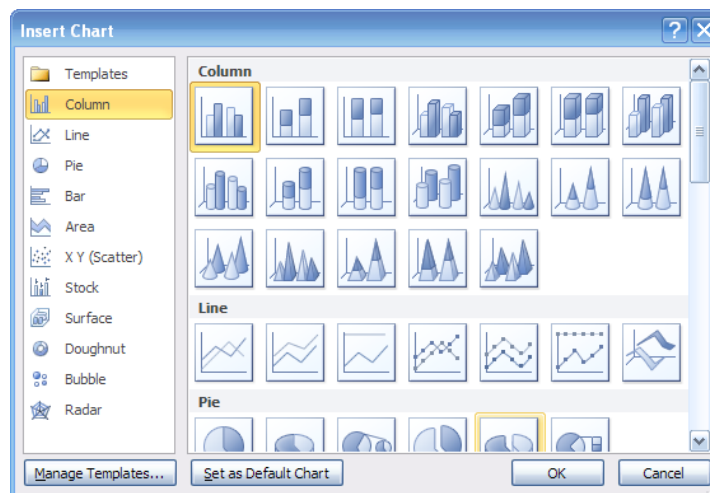 Insert Chart
Templates
Column
Line
Pie
Bar
Area
X Y (Scatter)
Stock
Surface
Doughnut
Bubble
Radar
Column
Line
Pie
Manage Templates...
Set as Default Chart
OK
Cancel